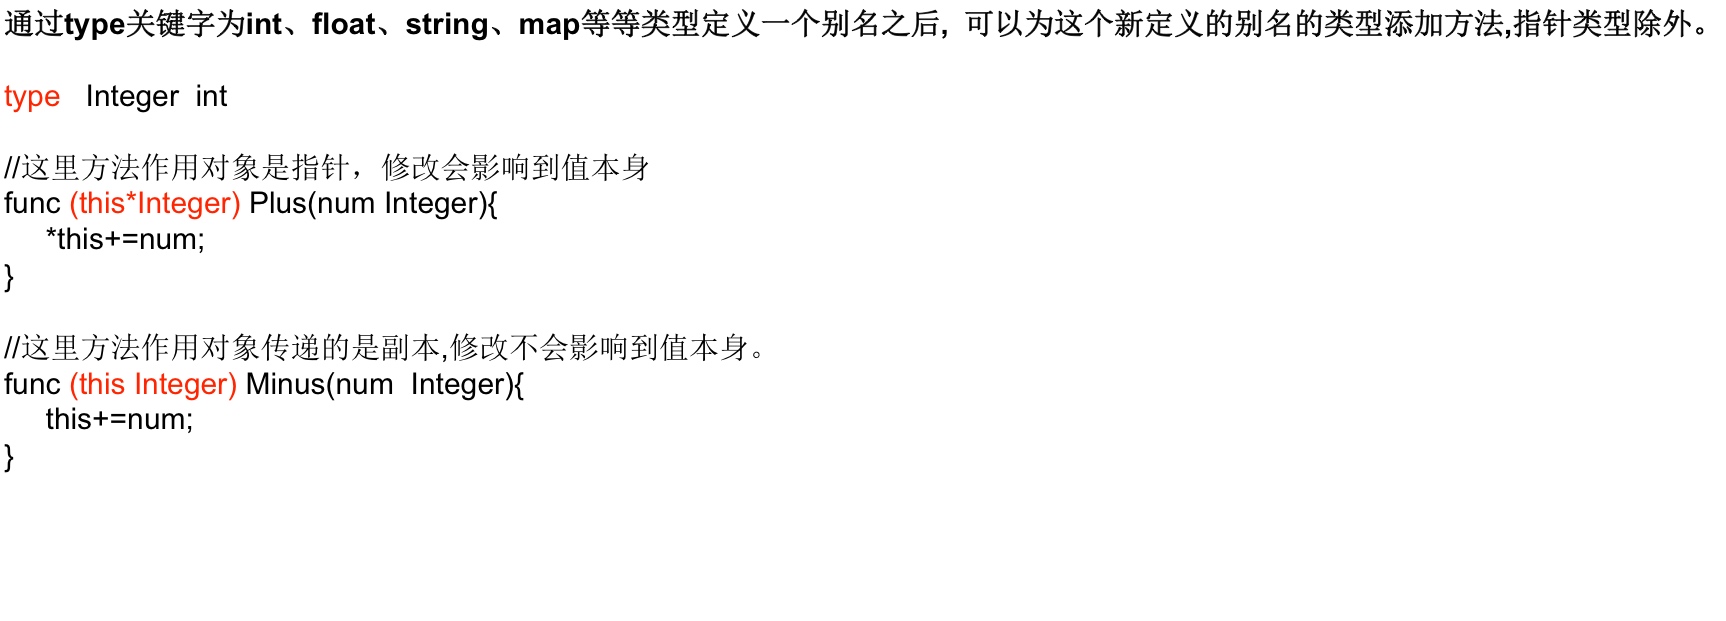 通过type关键字为int、float、string、map等等类型定义一个别名之后, 可以为这个新定义的别名的类型添加方法,指针类型除外。
type   Integer  int
//这里方法作用对象是指针，修改会影响到值本身
func (this*Integer) Plus(num Integer){
     *this+=num;
}
//这里方法作用对象传递的是副本,修改不会影响到值本身。
func (this Integer) Minus(num  Integer){
     this+=num;
}